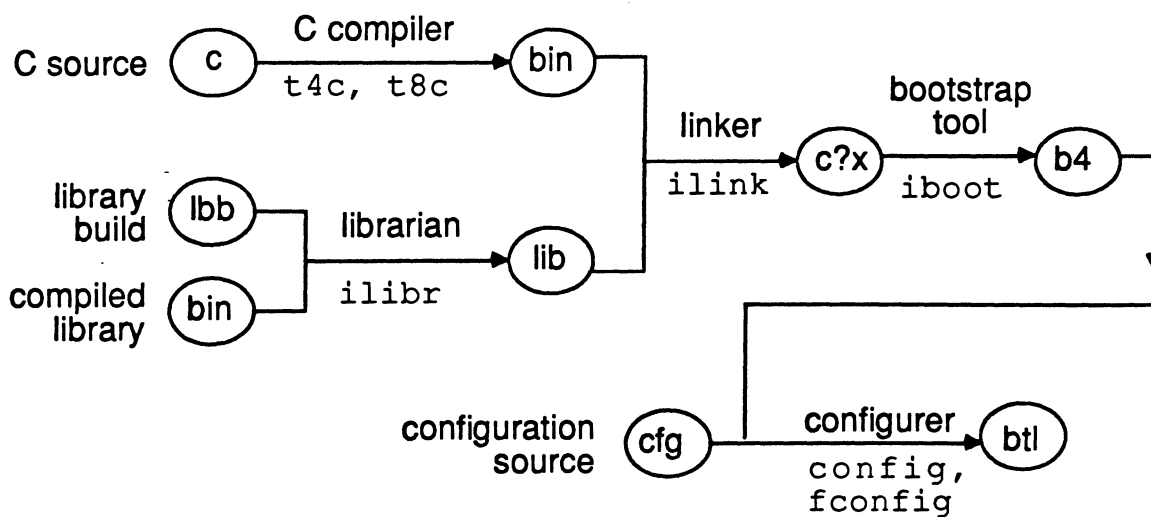 C source
c
C compiler
t4c, t8c
bin
library
build
lbb
compiled
library
bin
librarian
ilibr
lib
linker
ilink
c?x
bootstrap
tool
iboot
b4
configuration
source
cfg
configurer
config,
fconfig
btl